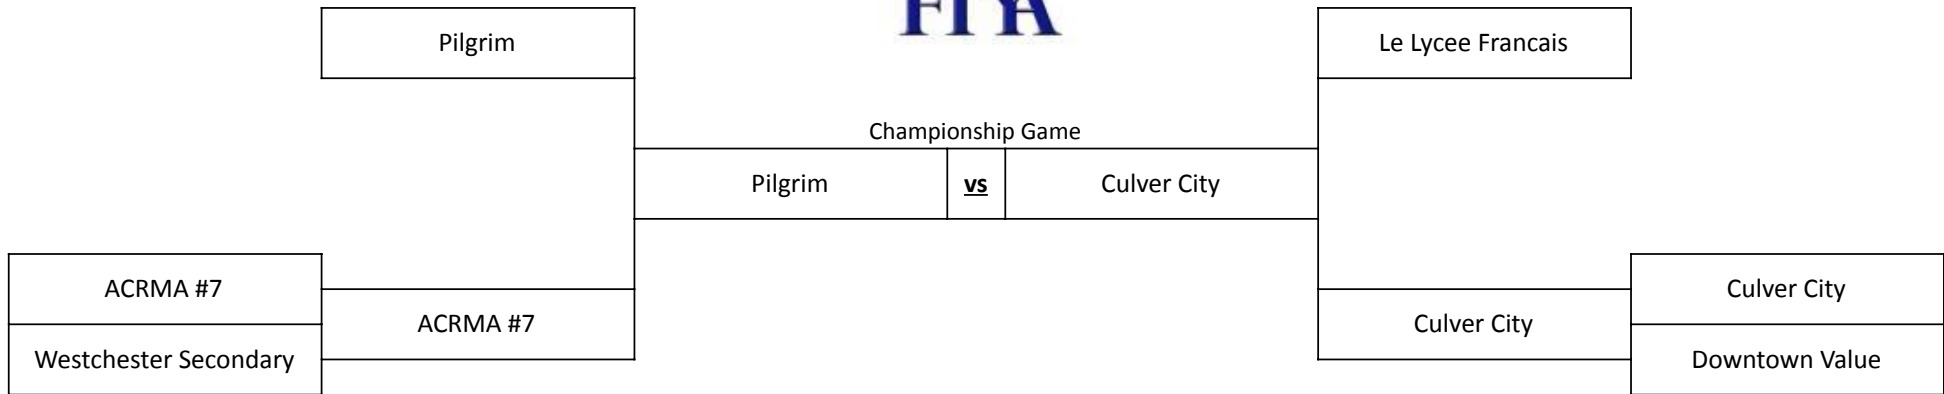 FIYA
Pilgrim
Le Lycee Francais
Championship Game
Pilgrim
vs
Culver City
ACRMA #7
Westchester Secondary
ACRMA #7
Culver City
Culver City
Downtown Value